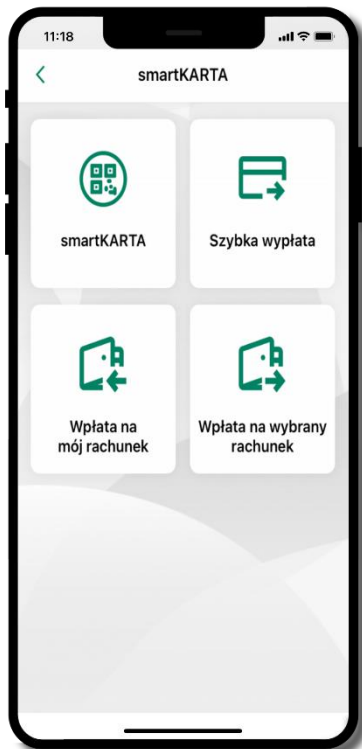 11:18
smartKARTA
smartKARTA
Szybka wypłata
Wpłata na
mój rachunek
Wpłata na wybrany
rachunek